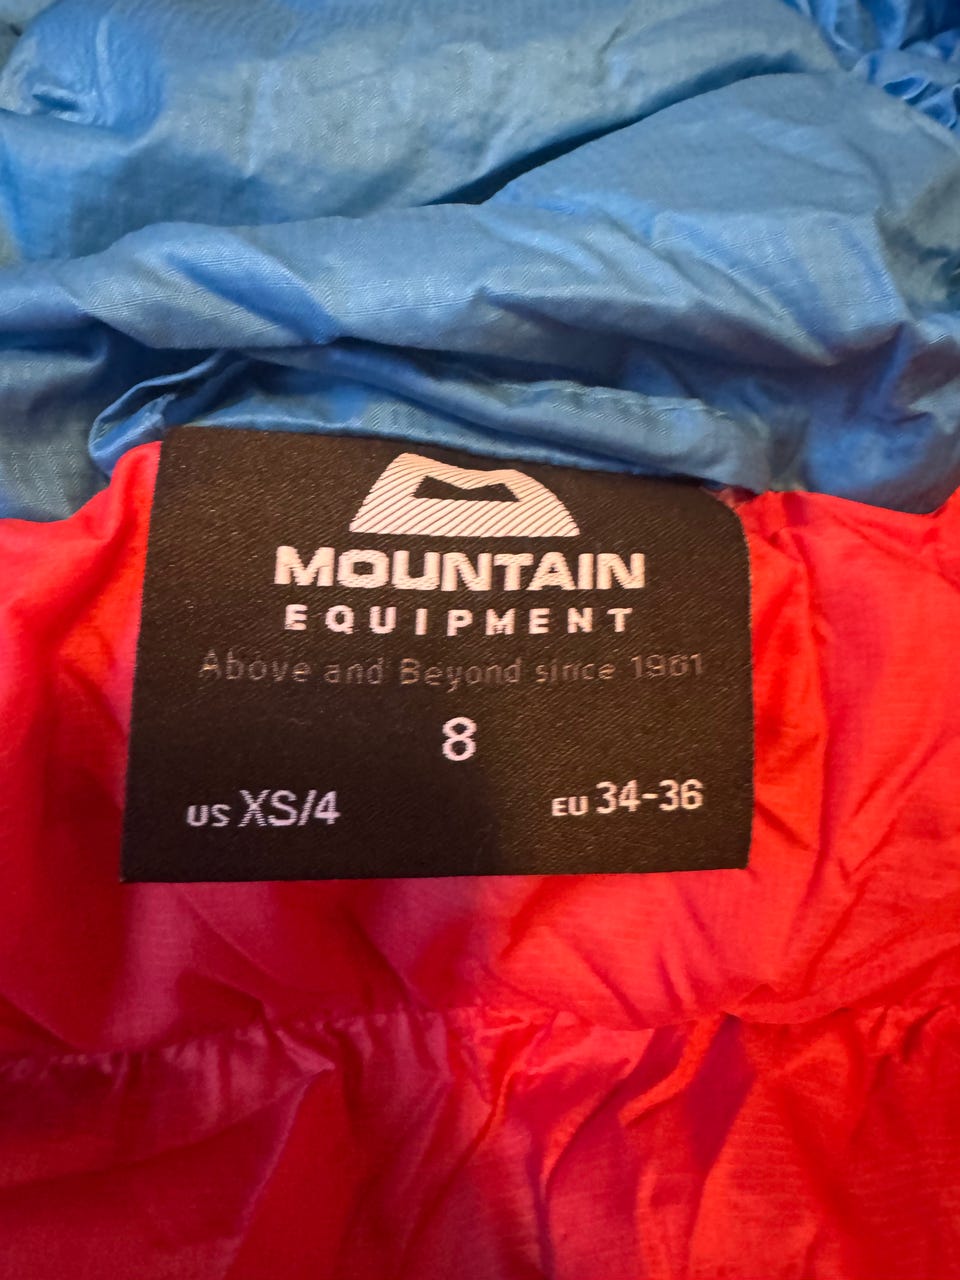 MOUNTAIN
EQUIPMENT
Above and Beyond since 1961
8
US XS/4 EU 34-36